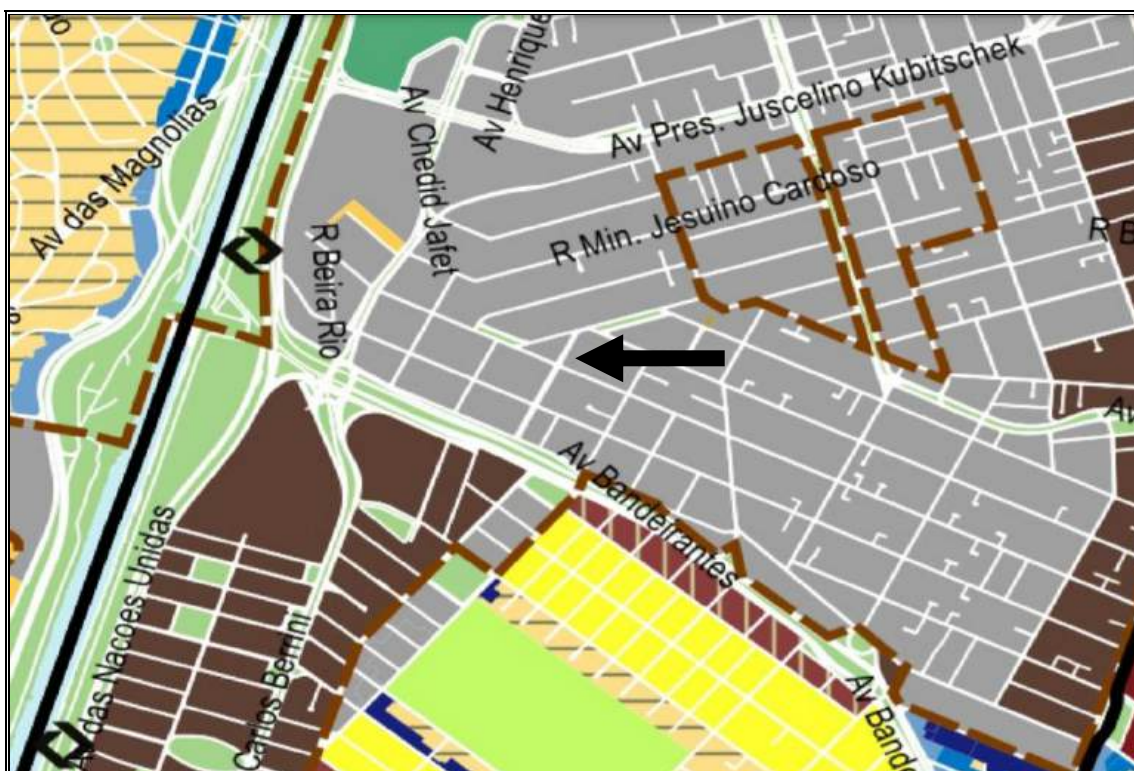 Av das Magnolias
Av Chedid Jafet
Av Henrique
Av Pres. Juscelino Kubitschek
R Min. Jesuino Cardoso
R Beira Rio
R B
Av
Av Bandeirantes
das Nacoes Unidas
Carlos Berrini
Av Bande